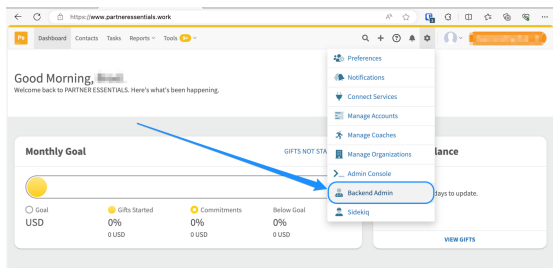 https://www.partneressentials.work
Ps Dashboard Contacts Tasks Reports Tools
Preferences
Good Morning,
Notifications
Welcome back to PARTNER ESSENTIALS. Here's what's been happening.
Connect Services
Manage Accounts
Manage Coaches
Monthly Goal
GIFTS NOT STA
Manage Organizations
lance
Admin Console
Backend Admin
days to update.
Sidekiq
Goal Gifts Started Commitments Below Goal
USD 0% 0% 0%
0 USD 0 USD 0 USD
VIEW GIFTS